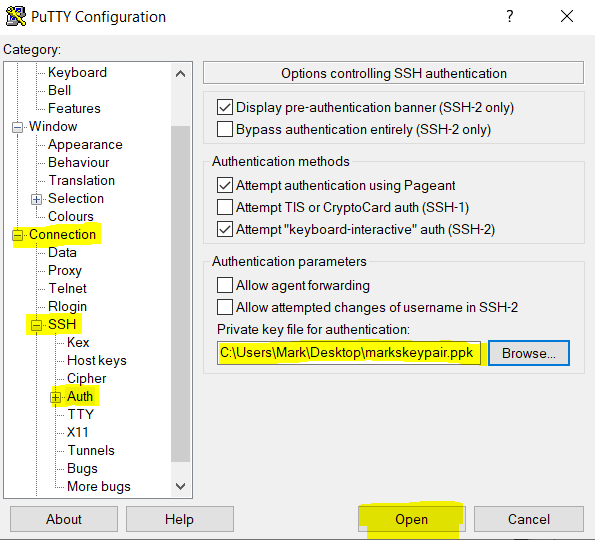 PuTTY Configuration
?
Category:
Keyboard
Bell
Features
Window
Appearance
Behaviour
Translation
Selection
Colours
Connection
Data
Proxy
Telnet
Rlogin
SSH
Kex
Host keys
Cipher
Auth
TTY
X11
Tunnels
Bugs
More bugs
Options controlling SSH authentication
Display pre-authentication banner (SSH-2 only)
Bypass authentication entirely (SSH-2 only)
Authentication methods
Attempt authentication using Pageant
Attempt TIS or CryptoCard auth (SSH-1)
Attempt "keyboard-interactive" auth (SSH-2)
Authentication parameters
Allow agent forwarding
Allow attempted changes of username in SSH-2
Private key file for authentication:
C:\Users\Mark\Desktop\markskeypair.ppk Browse...
About Help Open Cancel